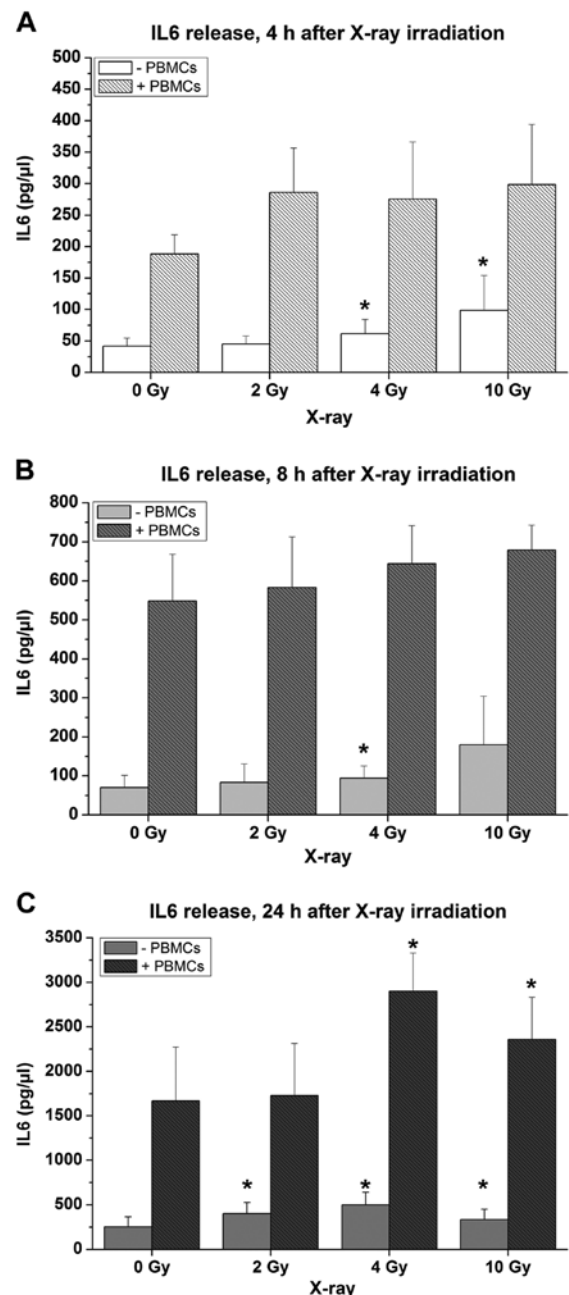 A
IL6 release, 4 h after X-ray irradiation
500
450
400
350
300
250
200
150
100
50
0
IL6 (pg/µl)
- PBMCs
+ PBMCs
*
*
0 Gy 2 Gy 4 Gy 10 Gy
X-ray
B
IL6 release, 8 h after X-ray irradiation
800
700
600
500
400
300
200
100
0
IL6 (pg/µl)
- PBMCs
+ PBMCs
*
0 Gy 2 Gy 4 Gy 10 Gy
X-ray
C
IL6 release, 24 h after X-ray irradiation
3500
3000
2500
2000
1500
1000
500
0
IL6 (pg/µl)
- PBMCs
+ PBMCs
*
*
* * *
0 Gy 2 Gy 4 Gy 10 Gy
X-ray